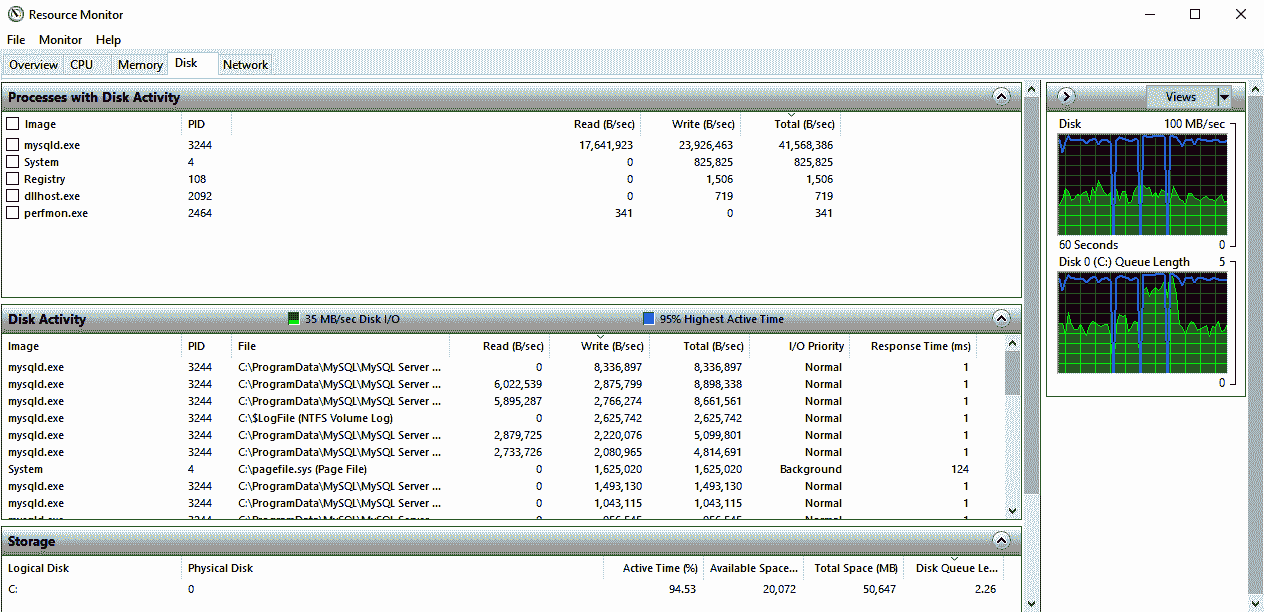 Resource Monitor
File Monitor Help
Overview CPU Memory Disk Network
Processes with Disk Activity
Image PID Read (B/sec) Write (B/sec) Total (B/sec)
mysqld.exe 3244 17,641,923 23,926,463 41,568,386
System 4 0 825,825 825,825
Registry 108 0 1,506 1,506
dllhost.exe 2092 0 719 719
perfmon.exe 2464 341 0 341
Disk Activity 35 MB/sec Disk I/O 95% Highest Active Time
Image PID File Read (B/sec) Write (B/sec) Total (B/sec) I/O Priority Response Time (ms)
mysqld.exe 3244 C:\ProgramData\MySQL\MySQL Server ... 0 8,336,897 8,336,897 Normal 1
mysqld.exe 3244 C:\ProgramData\MySQL\MySQL Server ... 6,022,539 2,875,799 8,898,338 Normal 1
mysqld.exe 3244 C:\ProgramData\MySQL\MySQL Server ... 5,895,287 2,766,274 8,661,561 Normal 1
mysqld.exe 3244 C:\$LogFile (NTFS Volume Log) 0 2,625,742 2,625,742 Normal 1
mysqld.exe 3244 C:\ProgramData\MySQL\MySQL Server ... 2,879,725 2,220,076 5,099,801 Normal 1
mysqld.exe 3244 C:\ProgramData\MySQL\MySQL Server ... 2,733,726 2,080,965 4,814,691 Normal 1
System 4 C:\pagefile.sys (Page File) 0 1,625,020 1,625,020 Background 124
mysqld.exe 3244 C:\ProgramData\MySQL\MySQL Server ... 0 1,493,130 1,493,130 Normal 1
mysqld.exe 3244 C:\ProgramData\MySQL\MySQL Server ... 0 1,043,115 1,043,115 Normal 1
Storage
Logical Disk Physical Disk Active Time (%) Available Space... Total Space (MB) Disk Queue Le...
C: 0 94.53 20,072 50,647 2.26
Views
Disk 100 MB/sec
60 Seconds 0
Disk 0 (C:) Queue Length 5
0